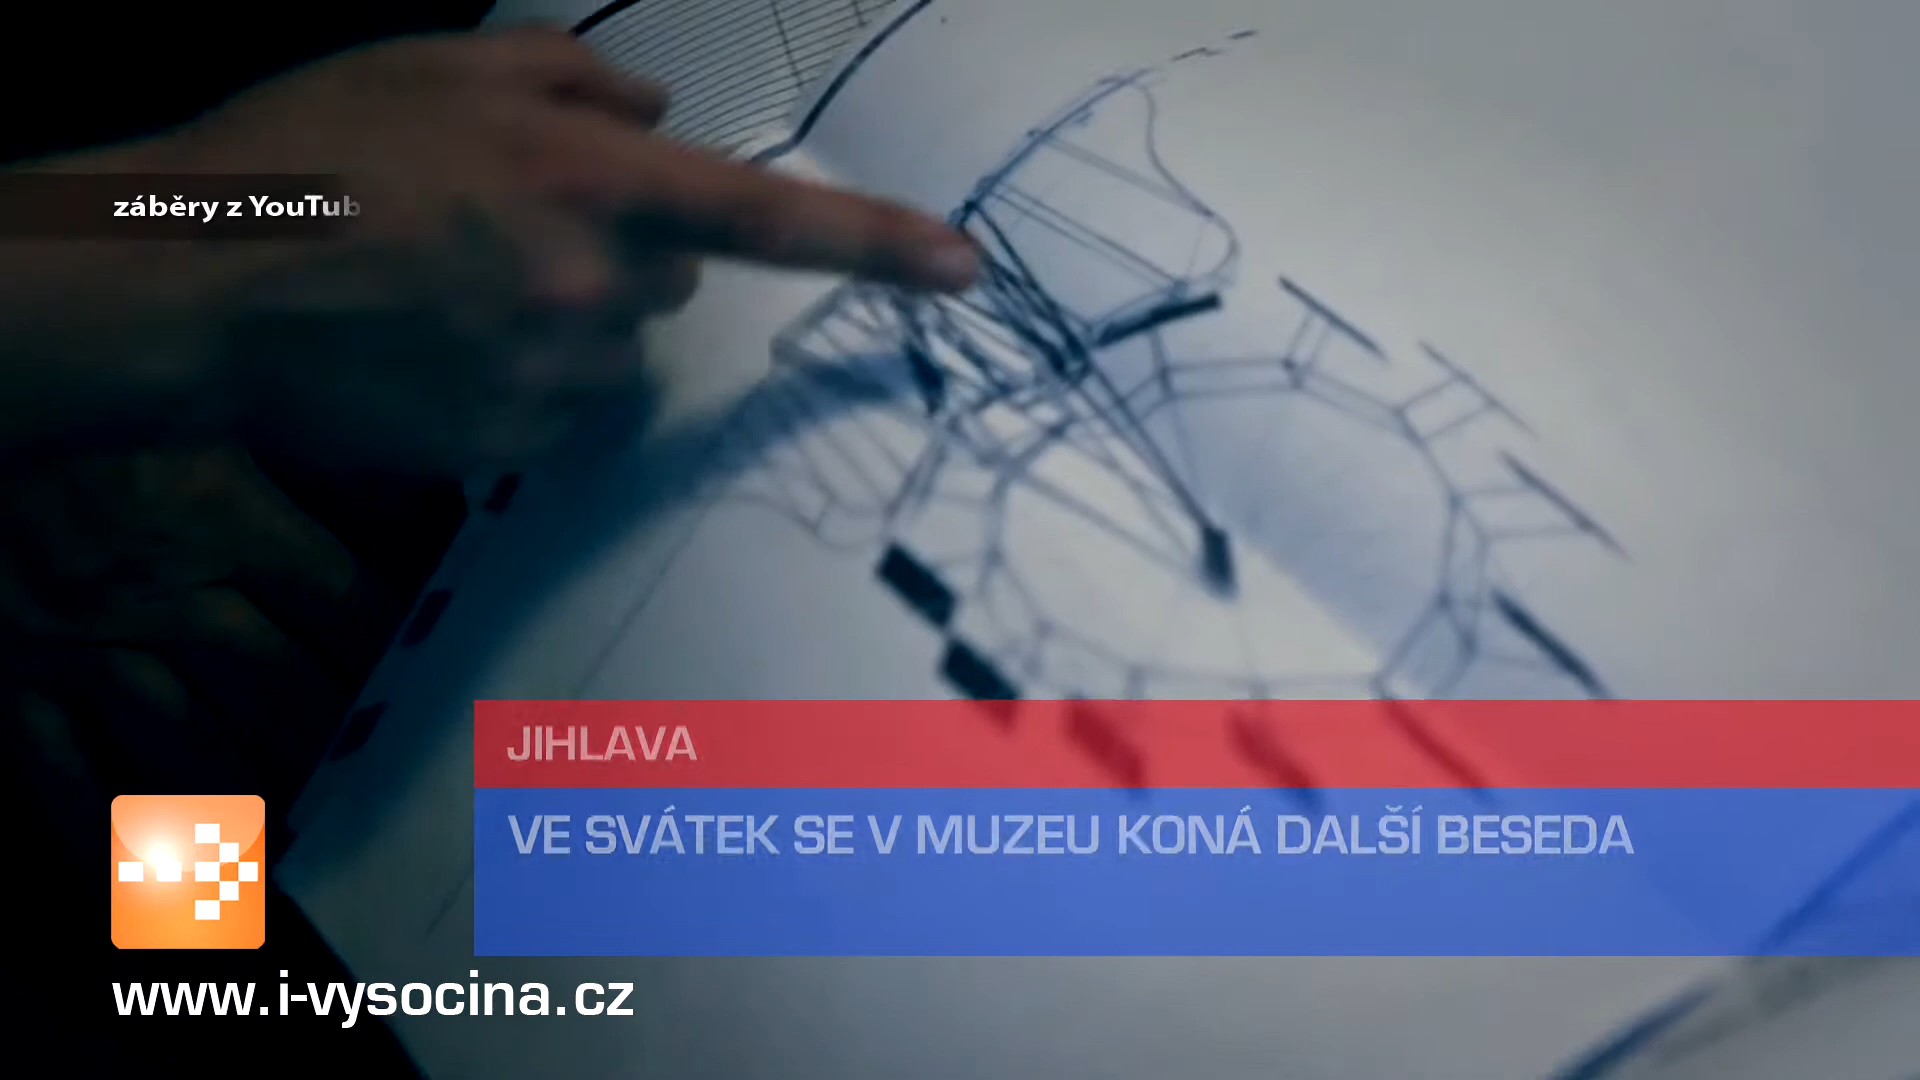 záběry z YouTub
JIHLAVA
VE SVÁTEK SE V MUZEU KONÁ DALŠÍ BESEDA
www.i-vysocina.cz